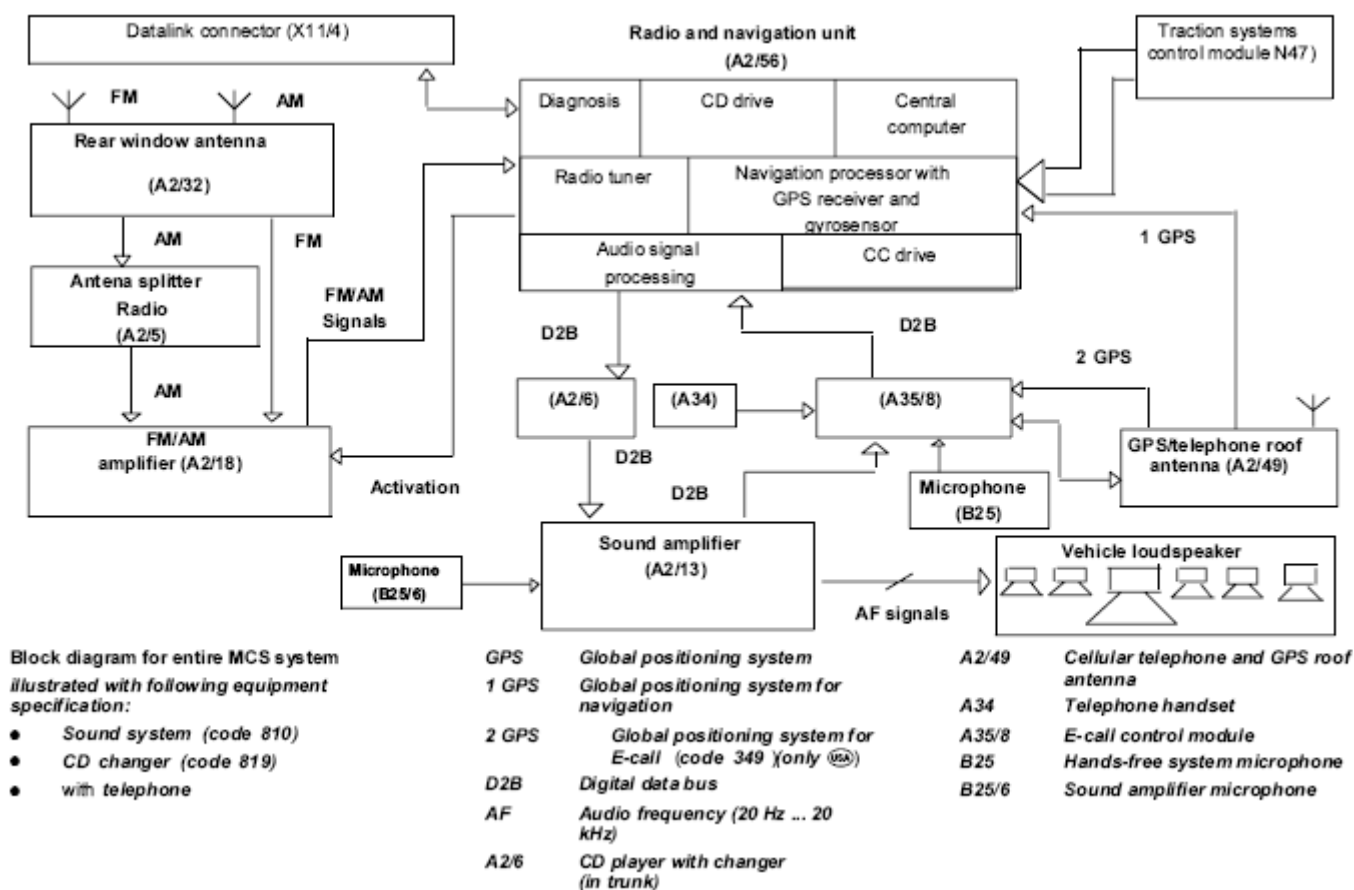 Datalink connector (X11/4)
Radio and navigation unit
(A2/56)
Traction systems
control module N47)
FM
AM
Diagnosis
CD drive
Central
computer
Rear window antenna
(A2/32)
Radio tuner
Navigation processor with
GPS receiver and
gyrosensor
AM
FM
1 GPS
Audio signal
processing
CC drive
Antena splitter
Radio
(A2/5)
FM/AM
Signals
D2B
D2B
2 GPS
AM
(A2/6)
(A34)
(A35/8)
FM/AM
amplifier (A2/18)
GPS/telephone roof
antenna (A2/49)
D2B
Activation
D2B
Microphone
(B25)
Sound amplifier
(A2/13)
Vehicle loudspeaker
Microphone
(B25/6)
AF signals
Block diagram for entire MCS system
illustrated with following equipment
specification:
● Sound system (code 810)
● CD changer (code 819)
● with telephone
GPS Global positioning system
1 GPS Global positioning system for
navigation
2 GPS Global positioning system for
E-call (code 349 )(only USA)
D2B Digital data bus
AF Audio frequency (20 Hz ... 20
kHz)
A2/6 CD player with changer
(in trunk)
A2/49 Cellular telephone and GPS roof
antenna
A34 Telephone handset
A35/8 E-call control module
B25 Hands-free system microphone
B25/6 Sound amplifier microphone